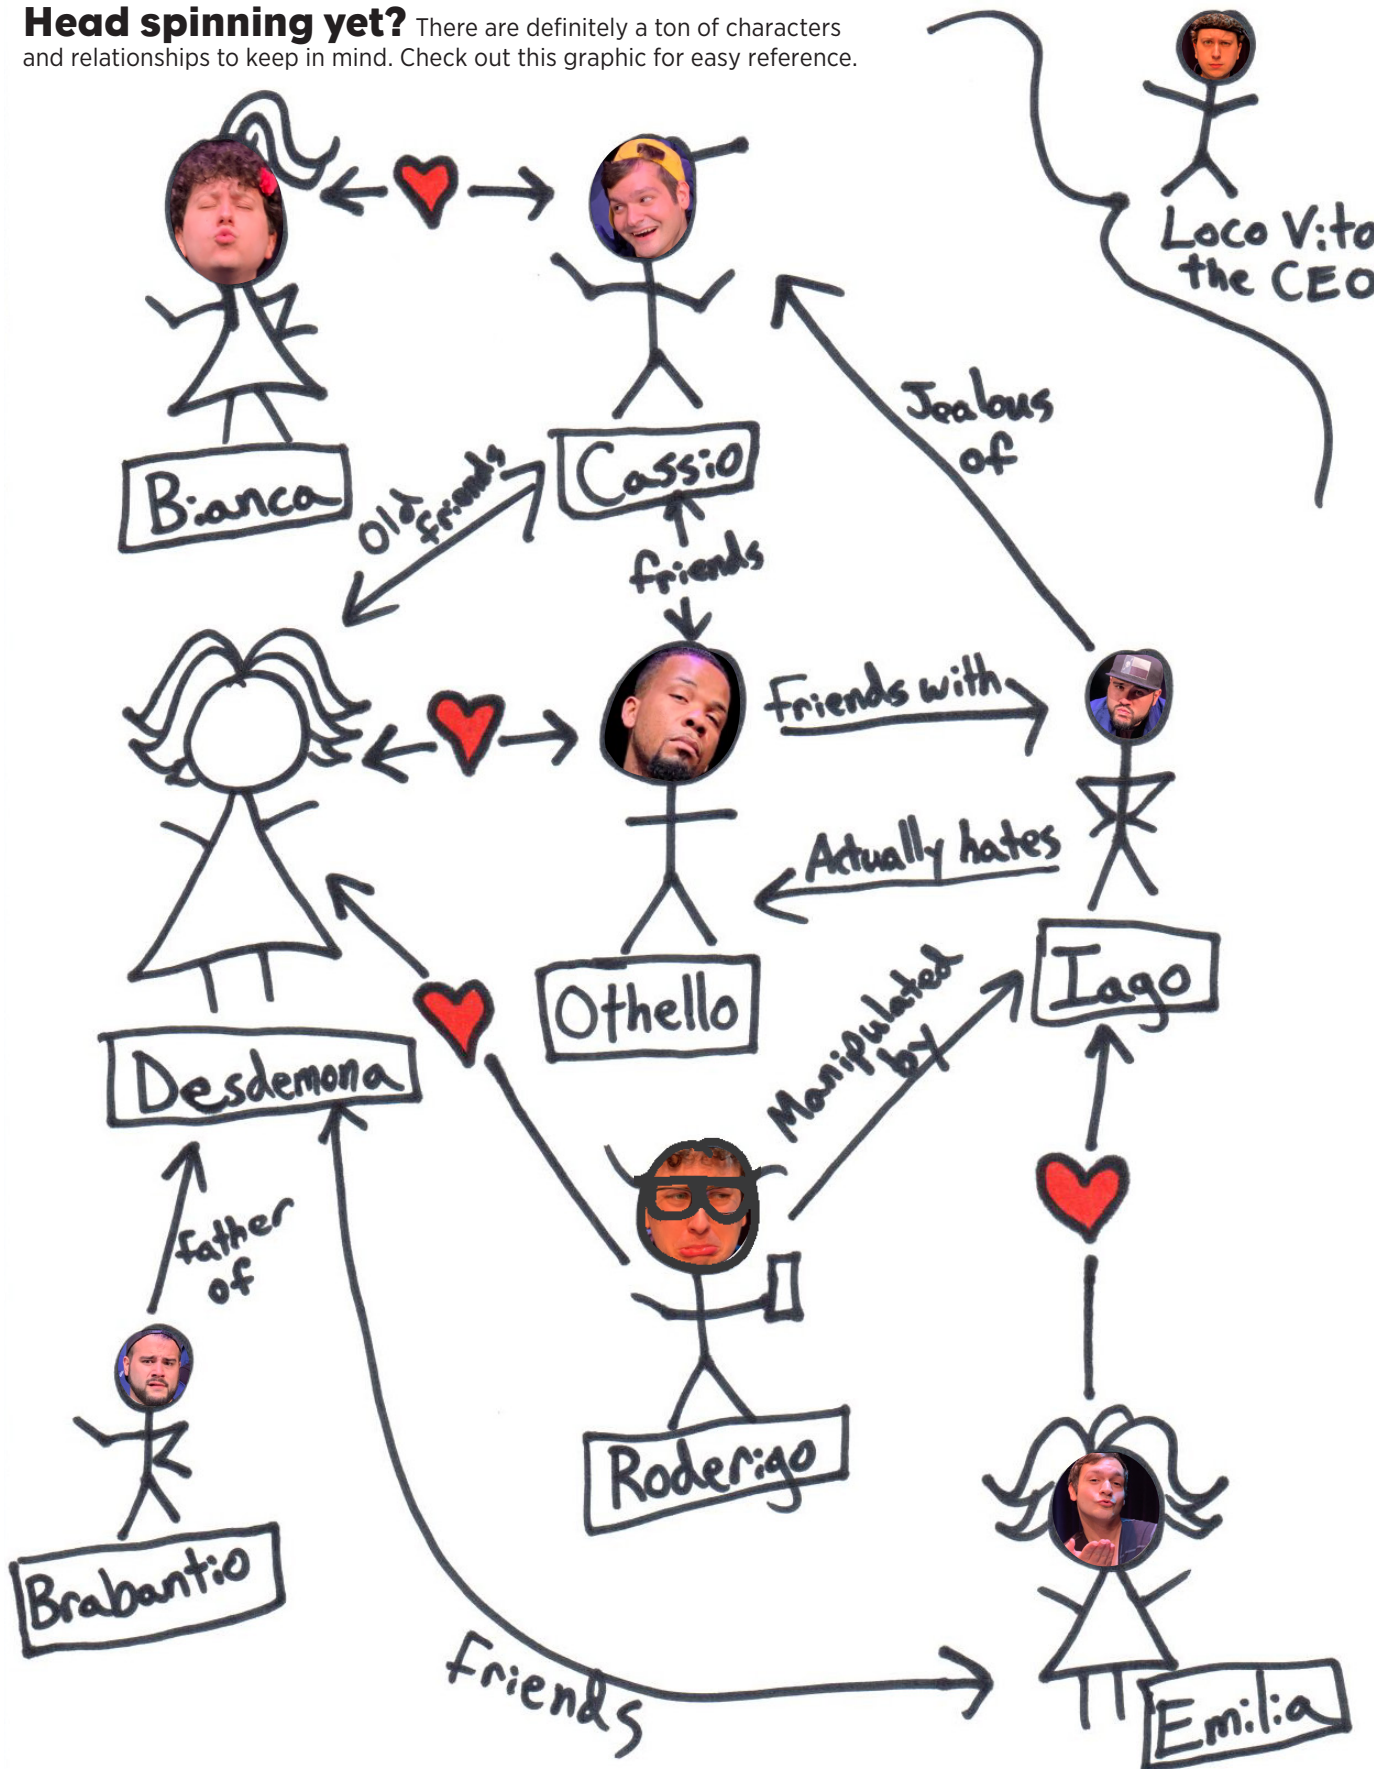 Head spinning yet? There are definitely a ton of characters
and relationships to keep in mind. Check out this graphic for easy reference.
Loco Vito
the CEO
Jealous
of
Bianca
Old
friends
Cassio
friends
Friends with
Actually hates
Othello
Iago
Manipulated
by
Desdemona
Father
of
Roderigo
Brabantio
Friends
Emilia